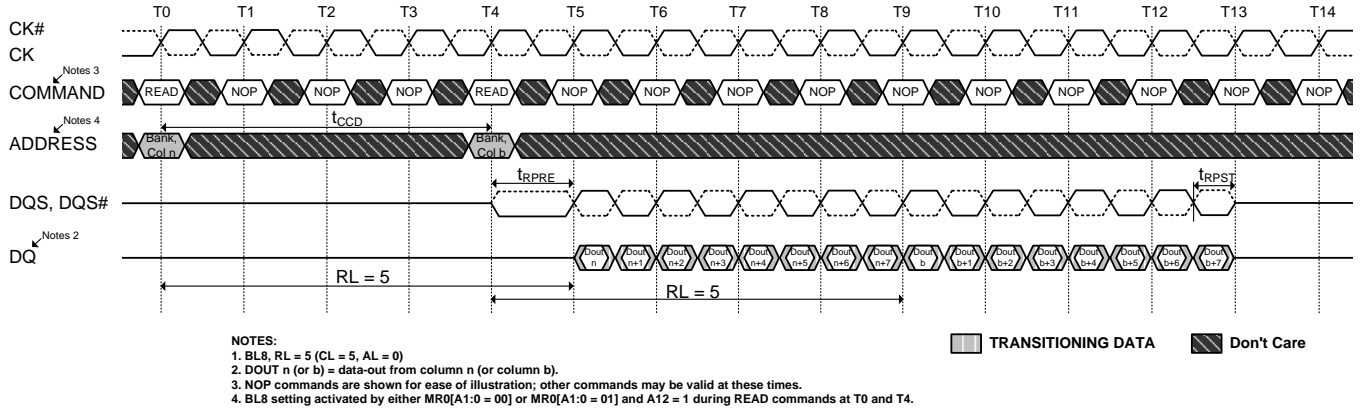 T0 T1 T2 T3 T4 T5 T6 T7 T8 T9 T10 T11 T12 T13 T14
CK#
CK
Notes 3
COMMAND READ NOP NOP NOP READ NOP NOP NOP NOP NOP NOP NOP NOP NOP NOP
tCCD
Notes 4
ADDRESS Bank, Col n Bank, Col b
tRPRE tRPST
DQS, DQS#
Notes 2
DQ Dout n Dout n+1 Dout n+2 Dout n+3 Dout n+4 Dout n+5 Dout n+6 Dout n+7 Dout b Dout b+1 Dout b+2 Dout b+3 Dout b+4 Dout b+5 Dout b+6 Dout b+7
RL = 5
RL = 5
NOTES:
1. BL8, RL = 5 (CL = 5, AL = 0)
2. DOUT n (or b) = data-out from column n (or column b).
3. NOP commands are shown for ease of illustration; other commands may be valid at these times.
4. BL8 setting activated by either MR0[A1:0 = 00] or MR0[A1:0 = 01] and A12 = 1 during READ commands at T0 and T4.
TRANSITIONING DATA
Don't Care